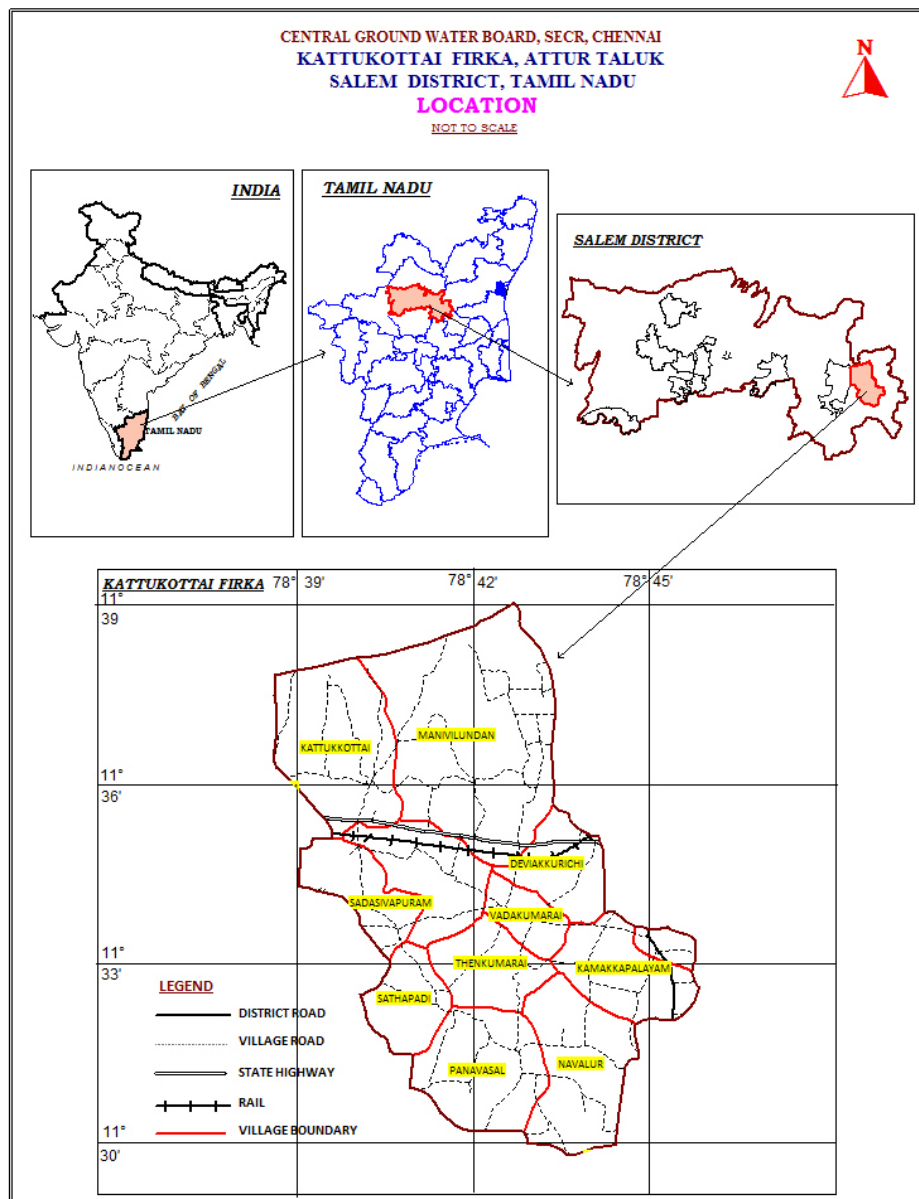 CENTRAL GROUND WATER BOARD, SECR, CHENNAI
KATTUKOTTAI FIRKA, ATTUR TALUK
SALEM DISTRICT, TAMIL NADU
LOCATION
NOT TO SCALE
N
INDIA
BAY OF BENGAL
TAMIL NADU
INDIANOCEAN
TAMIL NADU
SALEM DISTRICT
KATTUKOTTAI FIRKA
78° 39'
78° 42'
78° 45'
11°
39
11°
36'
11°
33'
11°
30'
KATTUKKOTTAI
MANIVILUNDAN
DEVIAKKURICHI
SADASIVAPURAM
VADAKUMARAI
THENKUMARAI
KAMAKKAPALAYAM
SATHAPADI
PANAVASAL
NAVALUR
LEGEND
DISTRICT ROAD
VILLAGE ROAD
STATE HIGHWAY
RAIL
VILLAGE BOUNDARY